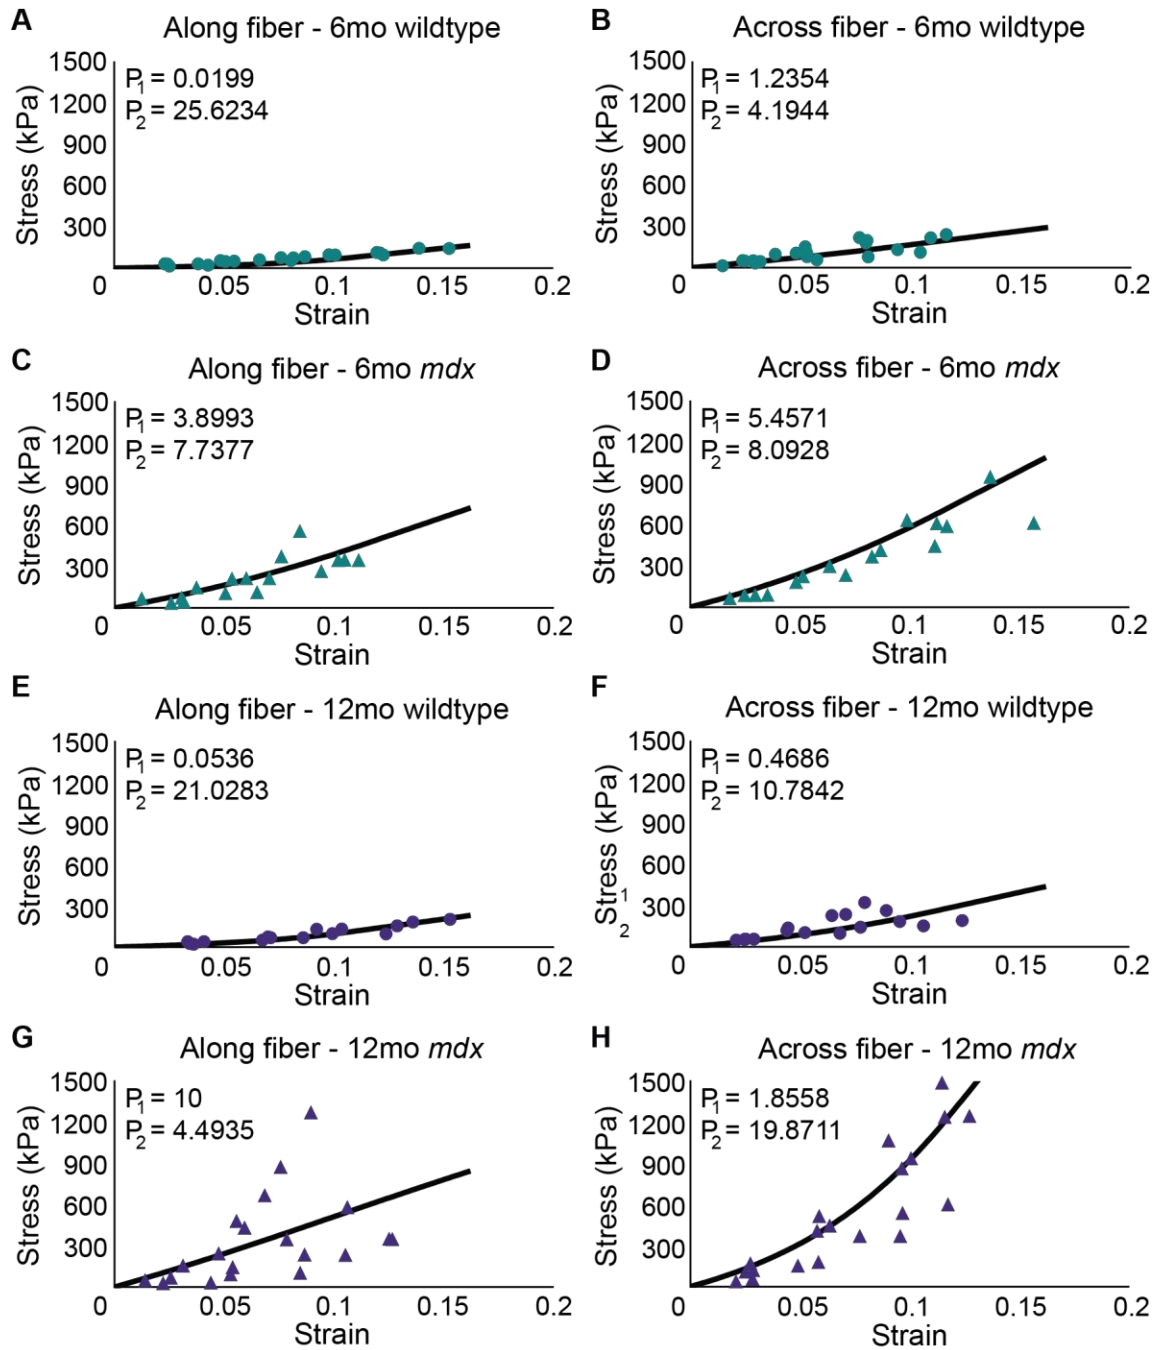 A
Along fiber - 6mo wildtype
P1 = 0.0199
P2 = 25.6234
Stress (kPa)
1500
1200
900
600
300
0
0.05
0.1
0.15
0.2
Strain
B
Across fiber - 6mo wildtype
P1 = 1.2354
P2 = 4.1944
Stress (kPa)
1500
1200
900
600
300
0
0.05
0.1
0.15
0.2
Strain
C
Along fiber - 6mo mdx
P1 = 3.8993
P2 = 7.7377
Stress (kPa)
1500
1200
900
600
300
0
0.05
0.1
0.15
0.2
Strain
D
Across fiber - 6mo mdx
P1 = 5.4571
P2 = 8.0928
Stress (kPa)
1500
1200
900
600
300
0
0.05
0.1
0.15
0.2
Strain
E
Along fiber - 12mo wildtype
P1 = 0.0536
P2 = 21.0283
Stress (kPa)
1500
1200
900
600
300
0
0.05
0.1
0.15
0.2
Strain
F
Across fiber - 12mo wildtype
P1 = 0.4686
P2 = 10.7842
Stress (kPa)
1
2
1500
1200
900
600
300
0
0.05
0.1
0.15
0.2
Strain
G
Along fiber - 12mo mdx
P1 = 10
P2 = 4.4935
Stress (kPa)
1500
1200
900
600
300
0
0.05
0.1
0.15
0.2
Strain
H
Across fiber - 12mo mdx
P1 = 1.8558
P2 = 19.8711
Stress (kPa)
1500
1200
900
600
300
0
0.05
0.1
0.15
0.2
Strain